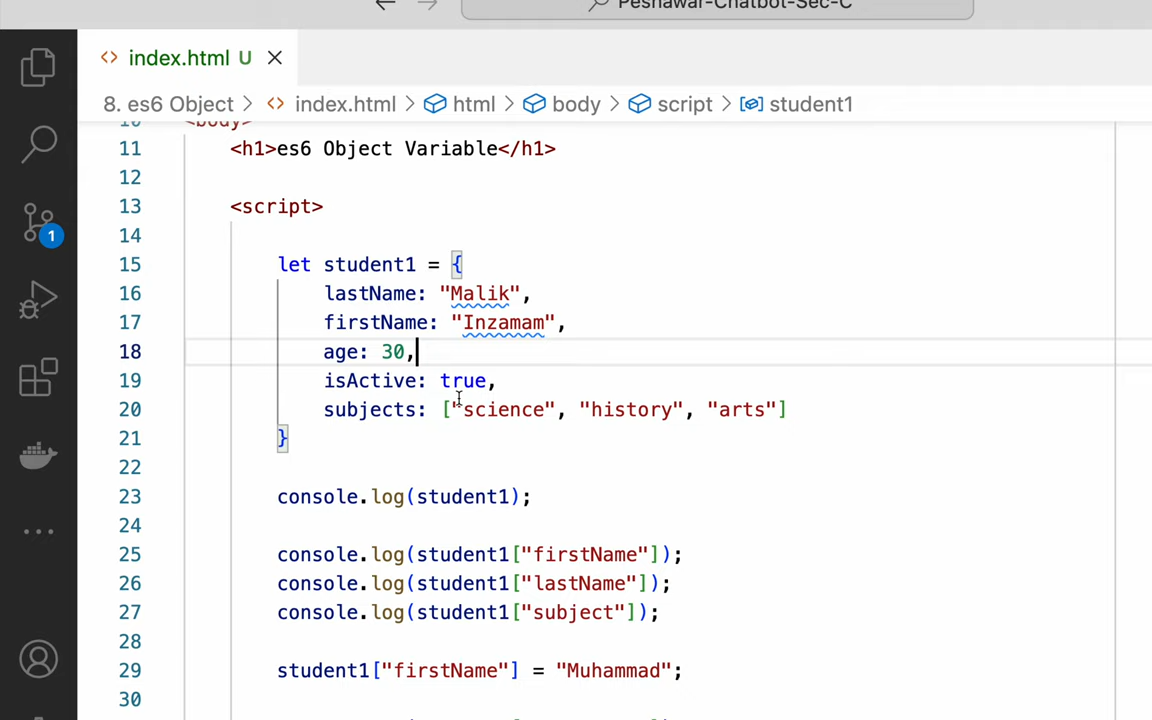 Peshawar-Chatbot-Sec-C
index.html U
8. es6 Object > index.html > html > body > script > student1
10 <body>
11 <h1>es6 Object Variable</h1>
12
13 <script>
14
15 let student1 = {
16 lastName: "Malik",
17 firstName: "Inzamam",
18 age: 30,
19 isActive: true,
20 subjects: ["science", "history", "arts"]
21 }
22
23 console.log(student1);
24
25 console.log(student1["firstName"]);
26 console.log(student1["lastName"]);
27 console.log(student1["subject"]);
28
29 student1["firstName"] = "Muhammad";
30
1